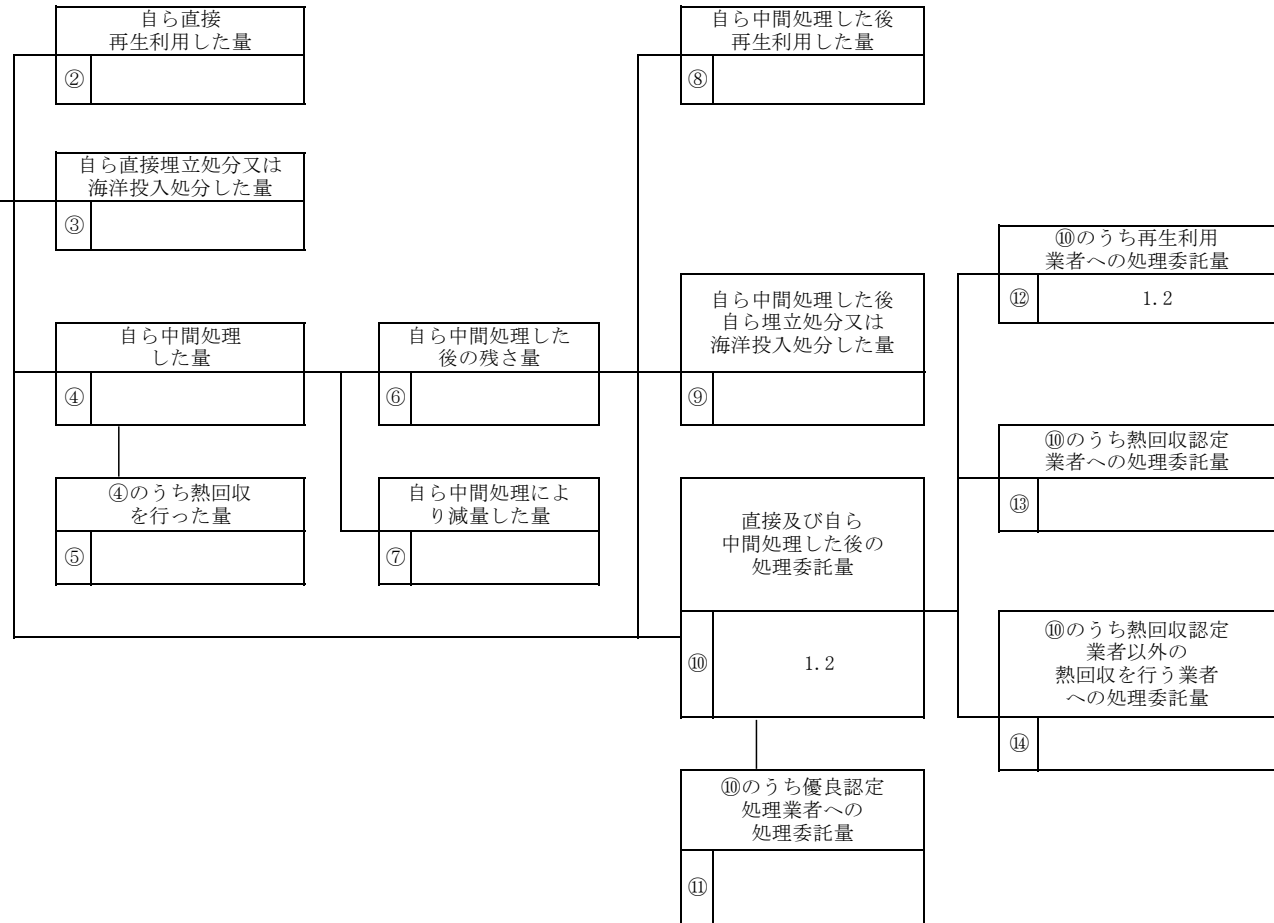 自ら直接
再生利用した量
②
自ら直接埋立処分又は
海洋投入処分した量
③
自ら中間処理
した量
④
④のうち熱回収
を行った量
⑤
自ら中間処理した
後の残さ量
⑥
自ら中間処理によ
り減量した量
⑦
自ら中間処理した後
再生利用した量
⑧
自ら中間処理した後
自ら埋立処分又は
海洋投入処分した量
⑨
直接及び自ら
中間処理した後の
処理委託量
⑩ 1.2
⑩のうち優良認定
処理業者への
処理委託量
⑪
⑩のうち再生利用
業者への処理委託量
⑫ 1.2
⑩のうち熱回収認定
業者への処理委託量
⑬
⑩のうち熱回収認定
業者以外の
熱回収を行う業者
への処理委託量
⑭